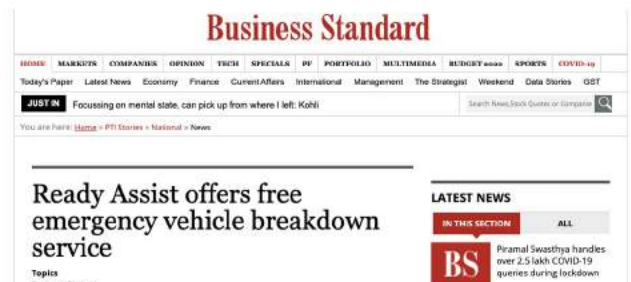 Business Standard
HOME MARKETS COMPANIES OPINION TECH SPECIALS PF PORTFOLIO MULTIMEDIA BUDGET 2020 SPORTS COVID-19
Today's Paper Latest News Economy Finance Current Affairs International Management The Strategist Weekend Data Stories GST
JUST IN Focussing on mental state, can pick up from where I left: Kohli
Search News, Stock Quotes or Companie
You are here: Home » PTI Stories » National » News
Ready Assist offers free
emergency vehicle breakdown
service
Topics
LATEST NEWS
IN THIS SECTION ALL
BS
Piramal Swasthya handles
over 2.5 lakh COVID-19
queries during lockdown